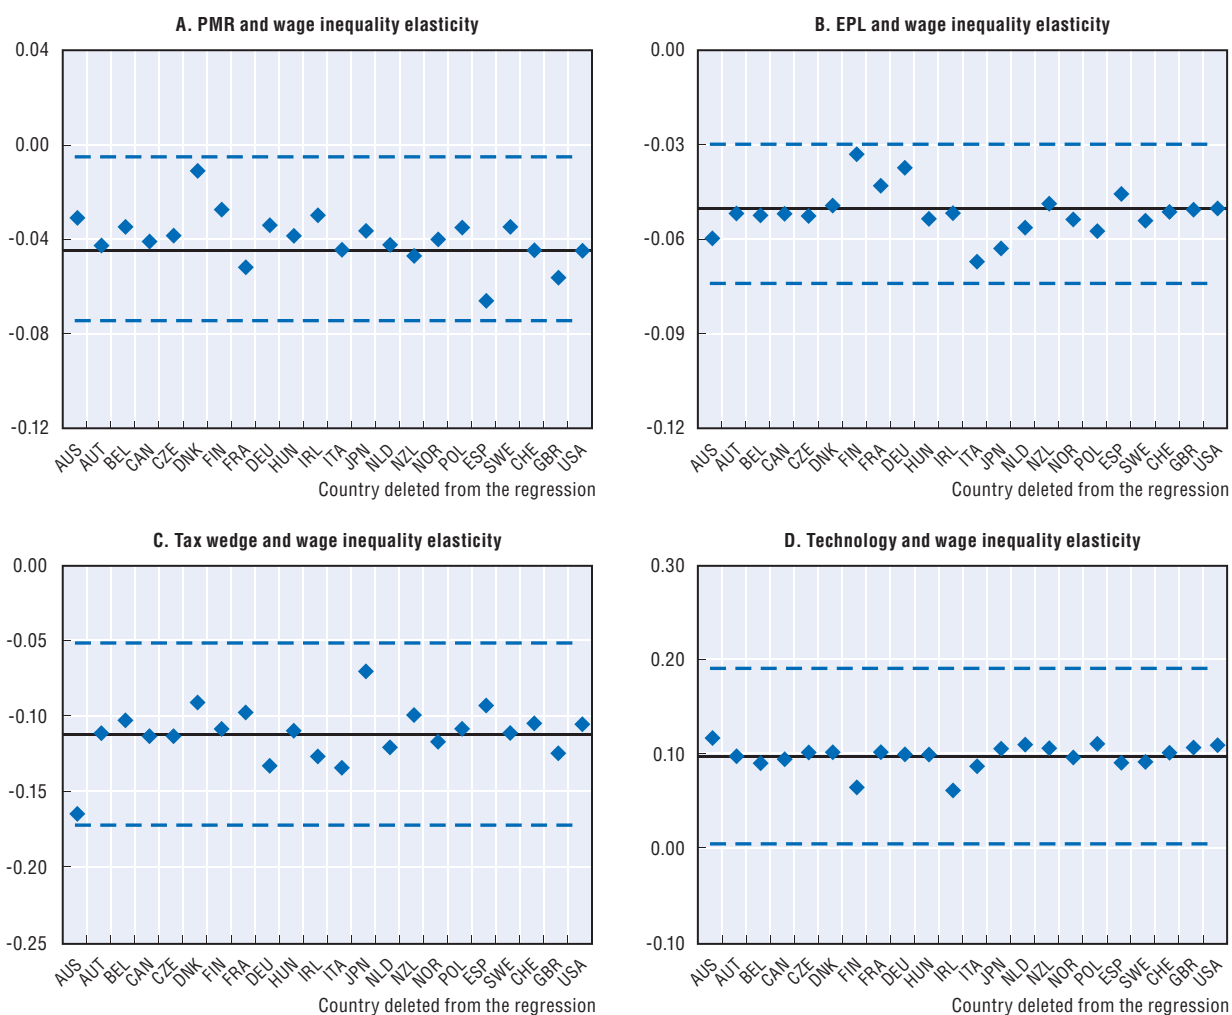 A. PMR and wage inequality elasticity
0.04
0.00
-0.04
-0.08
-0.12
AUS AUT BEL CAN CZE DNK FIN FRA DEU HUN IRL ITA JPN NLD NZL NOR POL ESP SWE CHE GBR USA
Country deleted from the regression
B. EPL and wage inequality elasticity
0.00
-0.03
-0.06
-0.09
-0.12
AUS AUT BEL CAN CZE DNK FIN FRA DEU HUN IRL ITA JPN NLD NZL NOR POL ESP SWE CHE GBR USA
Country deleted from the regression
C. Tax wedge and wage inequality elasticity
0.00
-0.05
-0.10
-0.15
-0.20
-0.25
AUS AUT BEL CAN CZE DNK FIN FRA DEU HUN IRL ITA JPN NLD NZL NOR POL ESP SWE CHE GBR USA
Country deleted from the regression
D. Technology and wage inequality elasticity
0.30
0.20
0.10
0.00
-0.10
AUS AUT BEL CAN CZE DNK FIN FRA DEU HUN IRL ITA JPN NLD NZL NOR POL ESP SWE CHE GBR USA
Country deleted from the regression